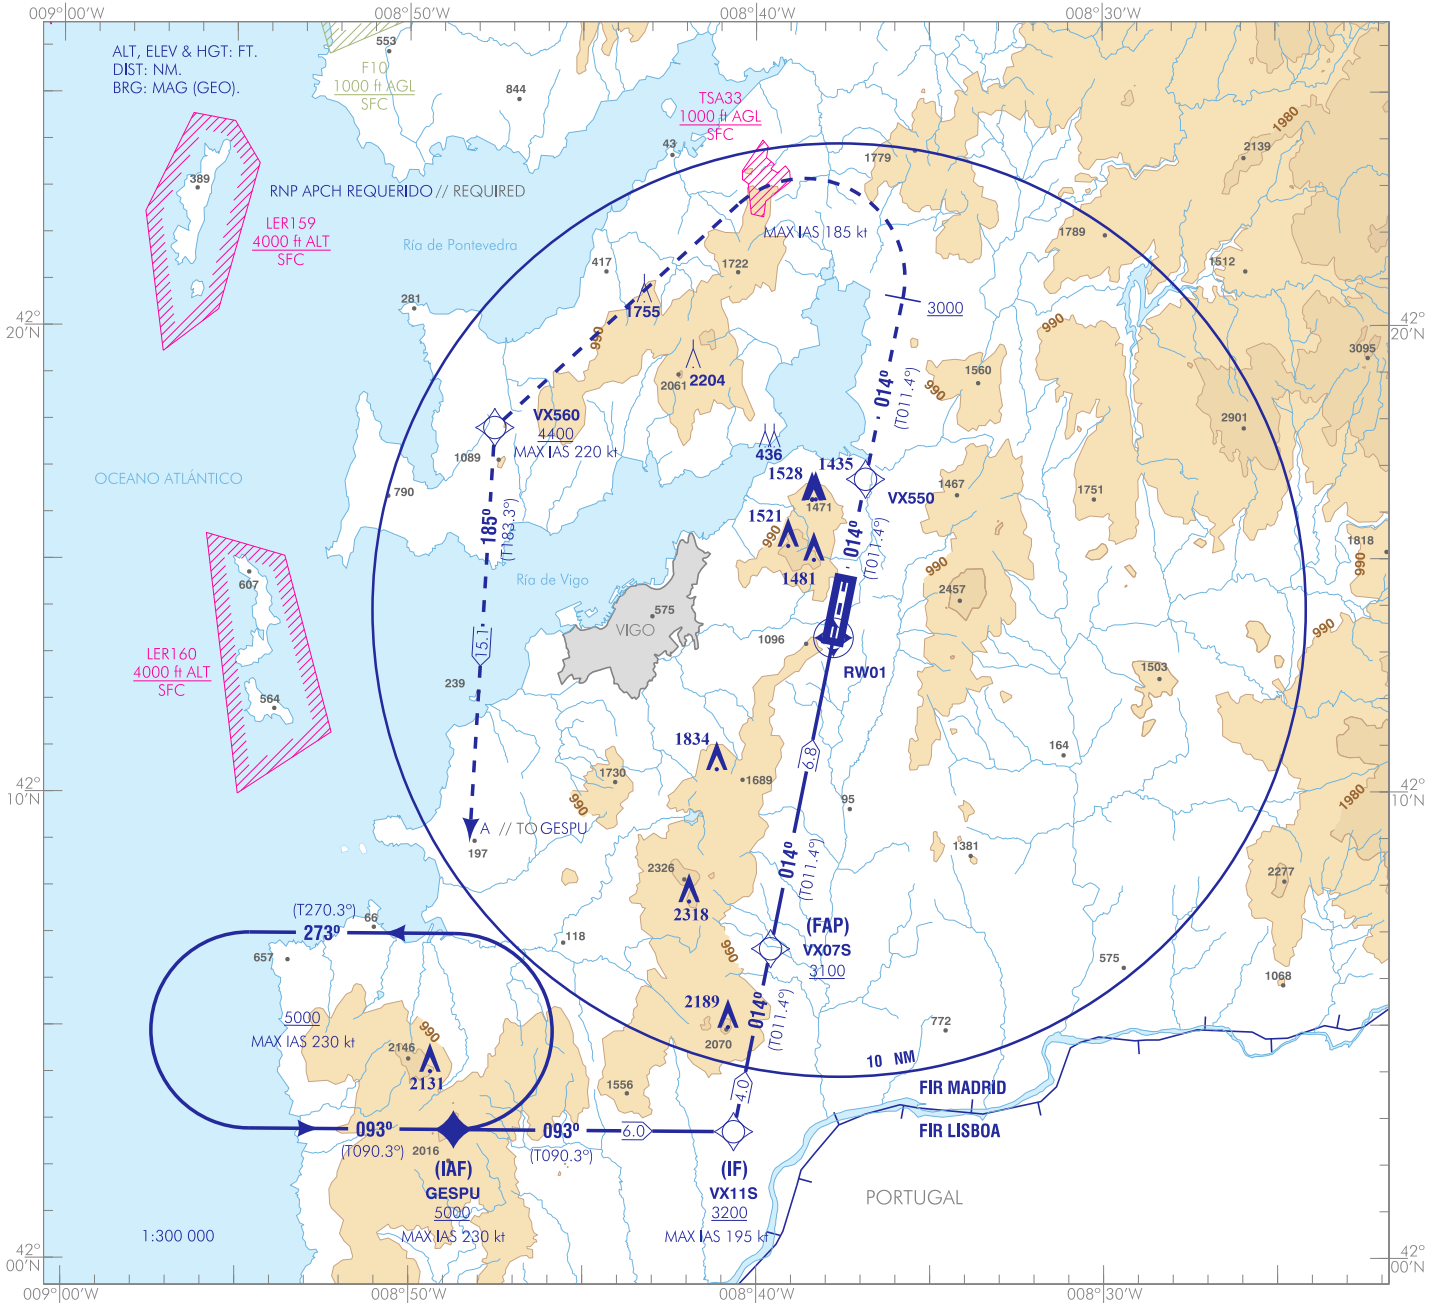 009°00'W
008°50'W
008°40'W
008°30'W
ALT, ELEV & HGT: FT.
DIST: NM.
BRG: MAG (GEO).
553
F10
1000 ft AGL
SFC
844
TSA33
1000 ft AGL
SFC
43
1779
1980
2139
389
RNP APCH REQUERIDO // REQUIRED
LER159
4000 ft ALT
SFC
Ría de Pontevedra
MAX IAS 185 kt
1789
1512
417
1722
281
1755
990
3000
990
42°
20'N
42°
20'N
3095
2204
2061
1560
990
014°
(T011.4°)
VX560
4400
MAX IAS 220 kt
2901
1089
436
OCEANO ATLÁNTICO
790
1528
1435
1471
VX550
1467
1751
1521
990
1481
185°
(T183.3°)
014°
(T011.4°)
1818
990
990
Ría de Vigo
607
575
VIGO
2457
1096
990
RW01
LER160
4000 ft ALT
SFC
564
15.1
239
1503
1834
1730
1689
6.8
164
42°
10'N
42°
10'N
990
95
1980
A // TO GESPU
197
1381
2326
2318
014°
(T011.4°)
2277
(T270.3°)
273°
66
657
118
990
(FAP)
VX07S
3100
575
1068
5000
MAX IAS 230 kt
990
2146
2131
2189
2070
014°
(T011.4°)
772
10 NM
1556
4.0
FIR MADRID
FIR LISBOA
093°
(T090.3°)
2016
093°
(T090.3°)
6.0
(IAF)
GESPU
5000
MAX IAS 230 kt
(IF)
VX11S
3200
MAX IAS 195 kt
PORTUGAL
1:300 000
42°
00'N
42°
00'N
009°00'W
008°50'W
008°40'W
008°30'W